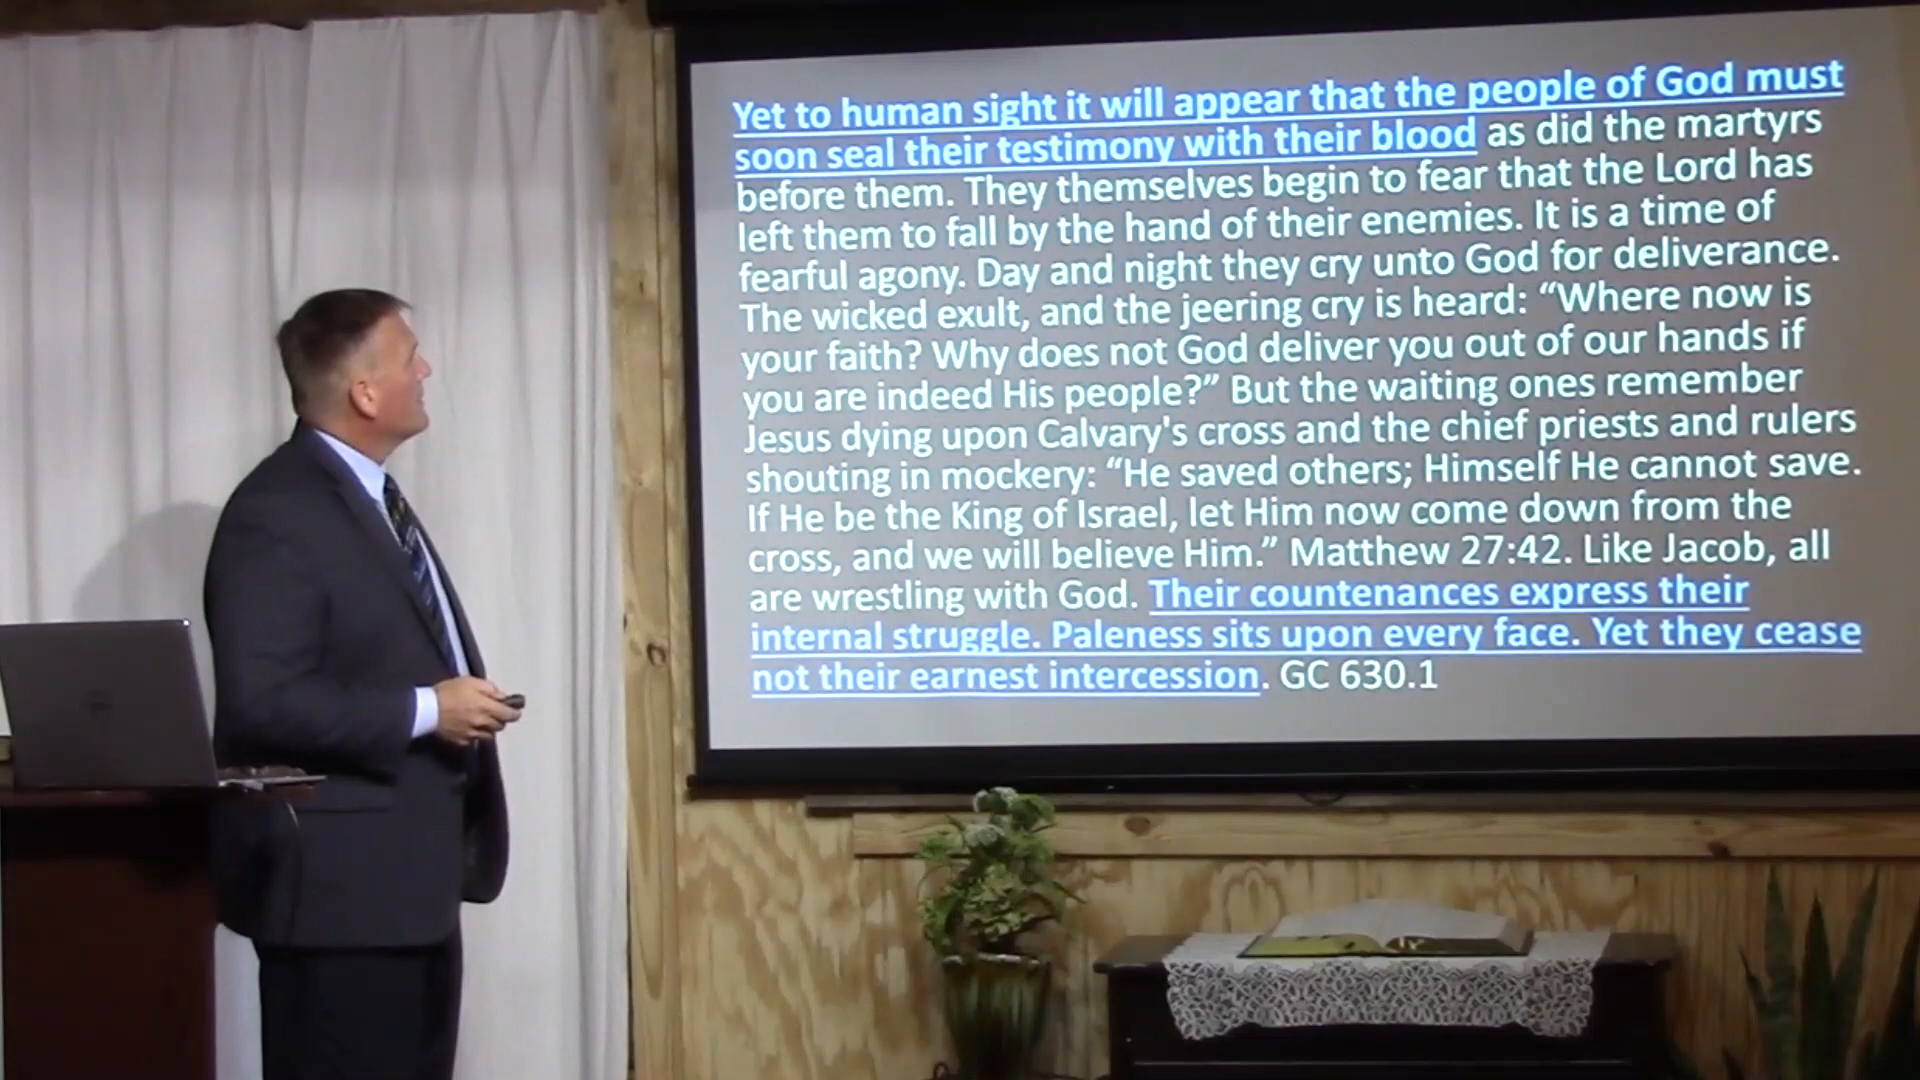 Yet to human sight it will appear that the people of God must
soon seal their testimony with their blood as did the martyrs
before them. They themselves begin to fear that the Lord has
left them to fall by the hand of their enemies. It is a time of
fearful agony. Day and night they cry unto God for deliverance.
The wicked exult, and the jeering cry is heard: “Where now is
your faith? Why does not God deliver you out of our hands if
you are indeed His people?” But the waiting ones remember
Jesus dying upon Calvary's cross and the chief priests and rulers
shouting in mockery: “He saved others; Himself He cannot save.
If He be the King of Israel, let Him now come down from the
cross, and we will believe Him.” Matthew 27:42. Like Jacob, all
are wrestling with God. Their countenances express their
internal struggle. Paleness sits upon every face. Yet they cease
not their earnest intercession. GC 630.1